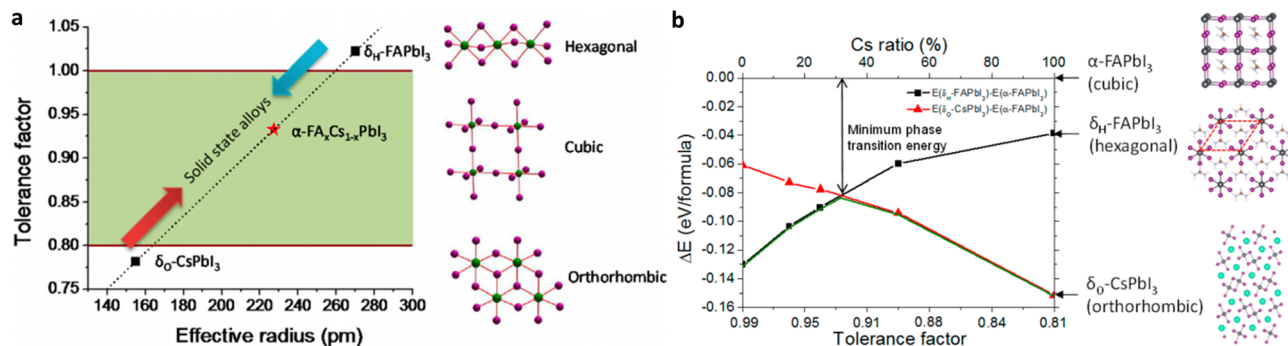 a
Tolerance factor
1.05
1.00
0.95
0.90
0.85
0.80
0.75
140 160 180 200 220 240 260 280 300
Effective radius (pm)
δH-FAPbI3
Solid state alloys
α-FAxCs1-xPbI3
δO-CsPbI3
Hexagonal
Cubic
Orthorhombic
b
Cs ratio (%)
0 20 40 60 80 100
ΔE (eV/formula)
0.00
-0.02
-0.04
-0.06
-0.08
-0.10
-0.12
-0.14
-0.16
0.99 0.95 0.91 0.88 0.84 0.81
Tolerance factor
E(δH-FAPbI3)-E(α-FAPbI3)
E(δO-CsPbI3)-E(α-FAPbI3)
Minimum phase
transition energy
α-FAPbI3
(cubic)
δH-FAPbI3
(hexagonal)
δO-CsPbI3
(orthorhombic)